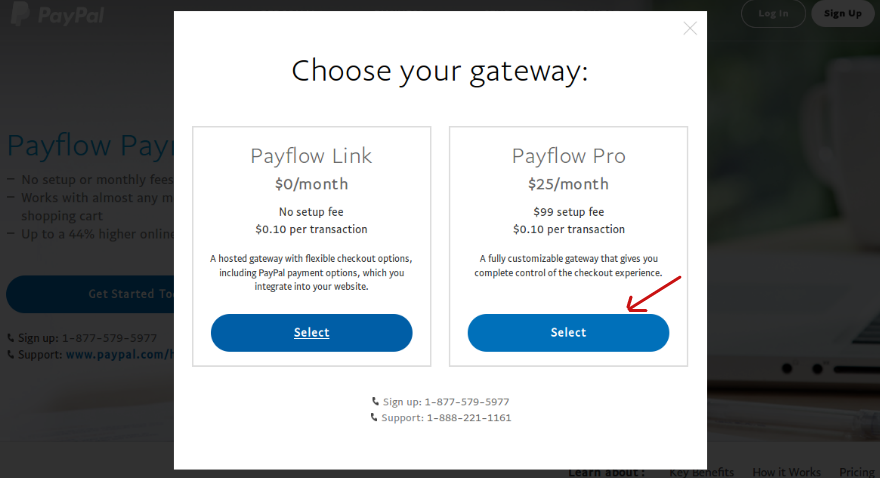 PayPal
Log In
Sign Up
Choose your gateway:
Payflow Link
$0/month
No setup fee
$0.10 per transaction
A hosted gateway with flexible checkout options,
including PayPal payment options, which you
integrate into your website.
Select
Payflow Pro
$25/month
$99 setup fee
$0.10 per transaction
A fully customizable gateway that gives you
complete control of the checkout experience.
Select
Sign up: 1-877-579-5977
Support: 1-888-221-1161
Payflow
– No setup or monthly fees
– Works with almost any
shopping cart
– Up to a 44% higher
Get Started
Sign up: 1-877-579-5977
Support: www.paypal.com/
Learn about :
Key Benefits
How it Works
Pricing